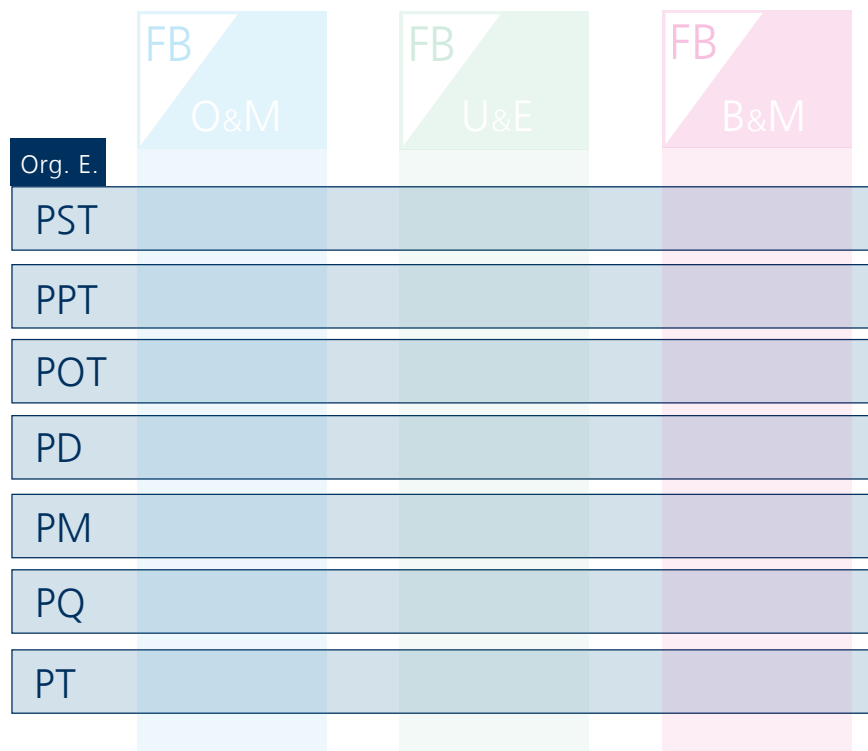 FB FB FB
O&M U&E B&M
Org. E.
PST
PPT
POT
PD
PM
PQ
PT